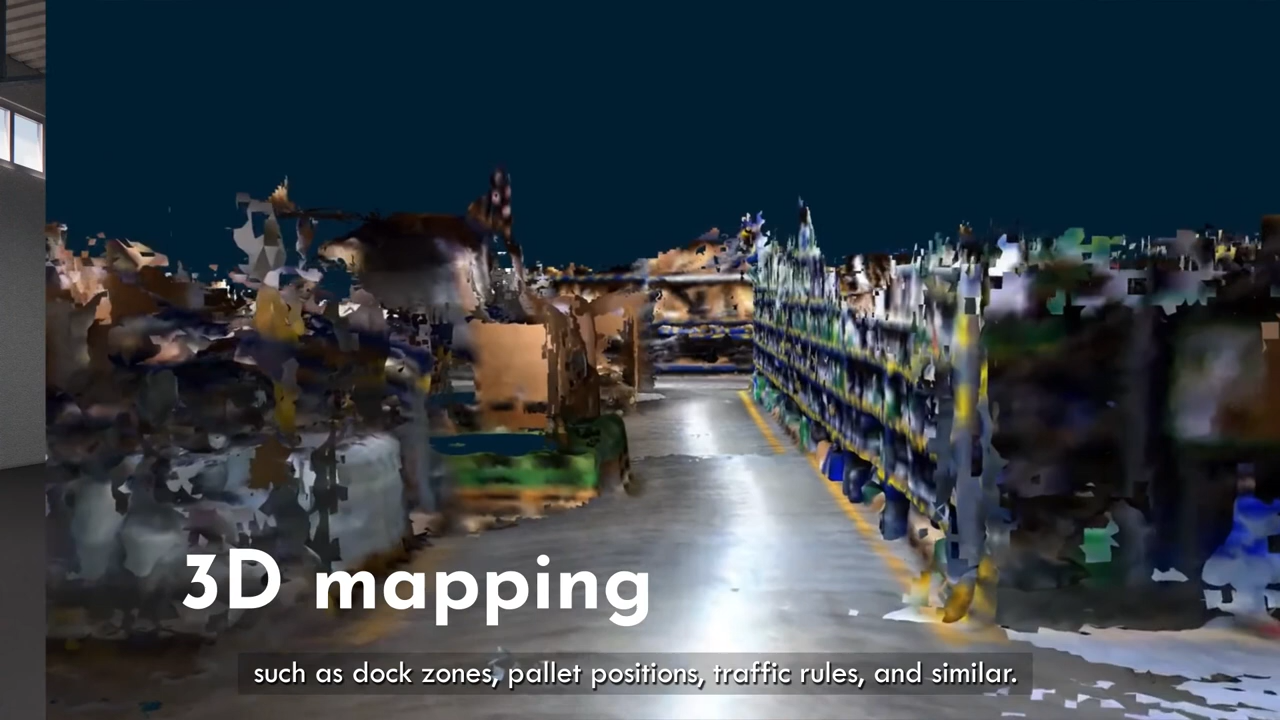 3D mapping
such as dock zones, pallet positions, traffic rules, and similar.